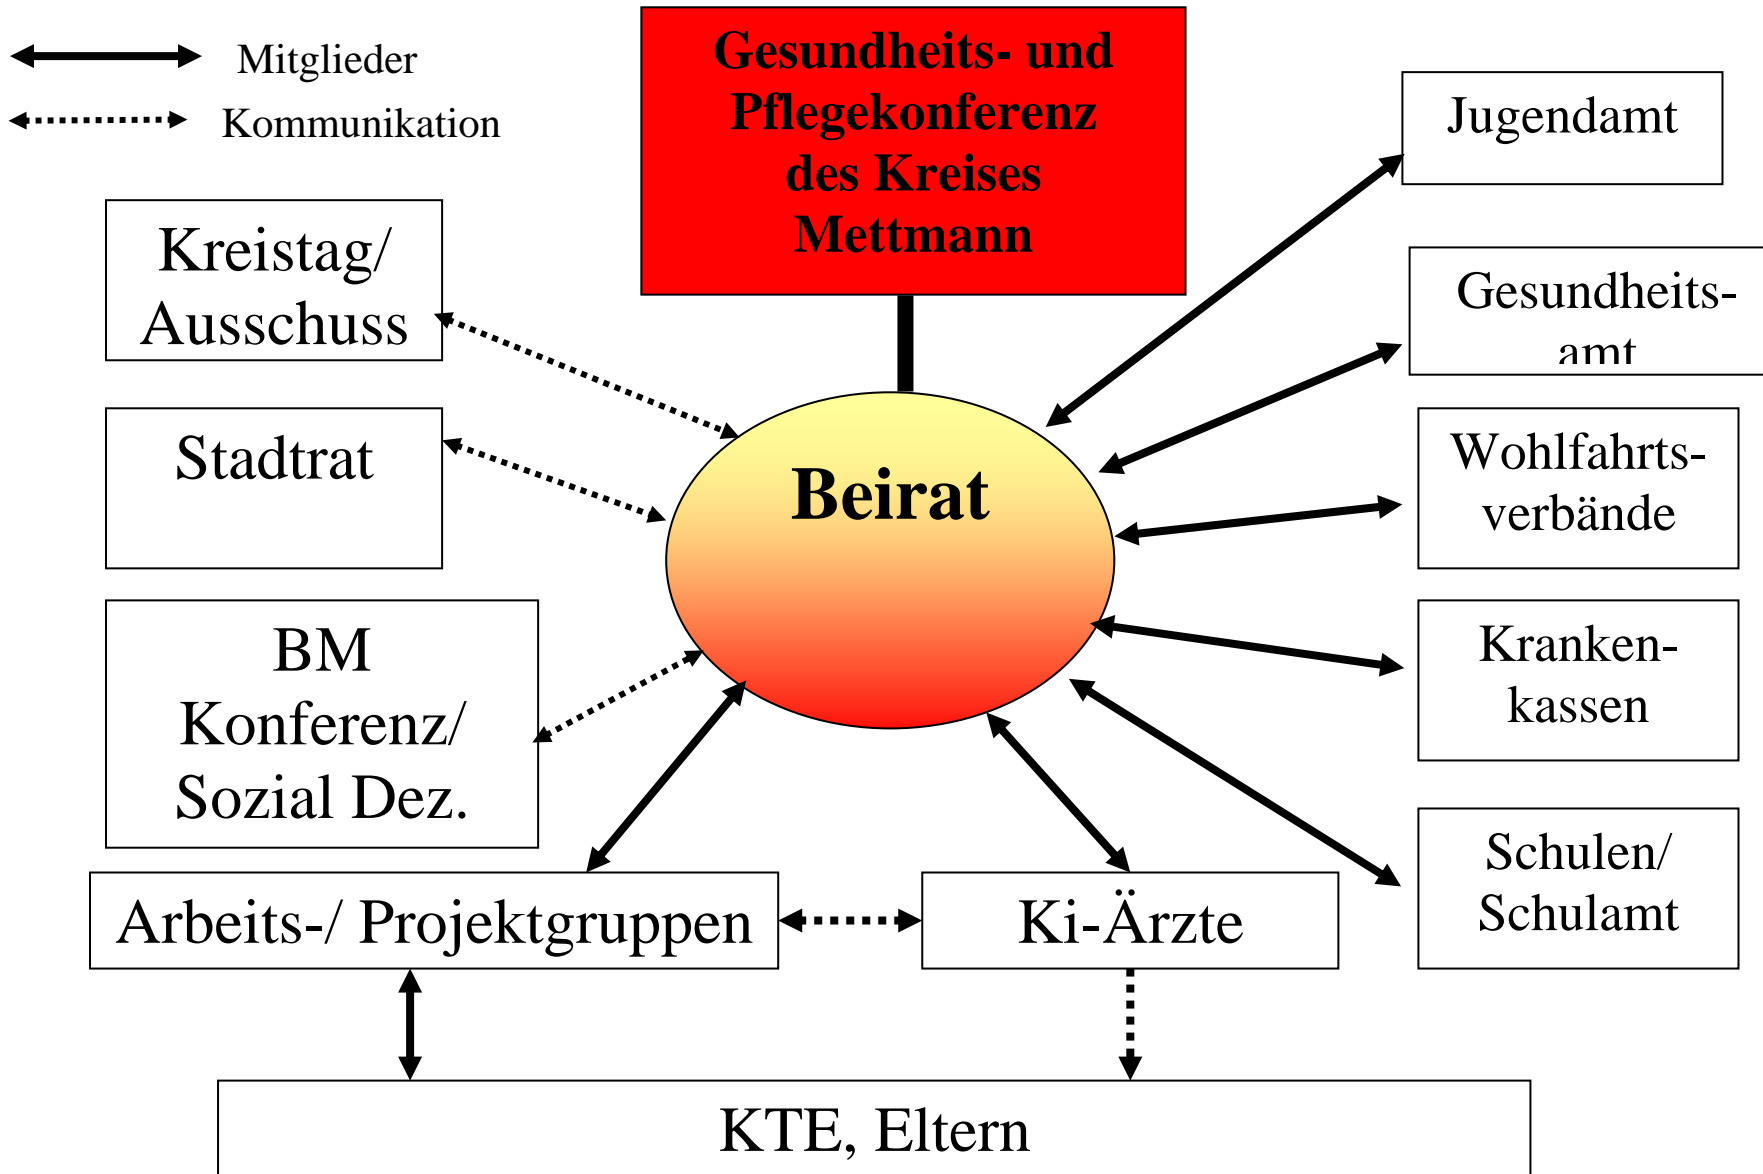 Mitglieder
Kommunikation
Gesundheits- und
Pflegekonferenz
des Kreises
Mettmann
Jugendamt
Gesundheits-
amt
Kreistag/
Ausschuss
Stadtrat
Beirat
Wohlfahrts-
verbände
BM
Konferenz/
Sozial Dez.
Kranken-
kassen
Schulen/
Schulamt
Arbeits-/ Projektgruppen
Ki-Ärzte
KTE, Eltern